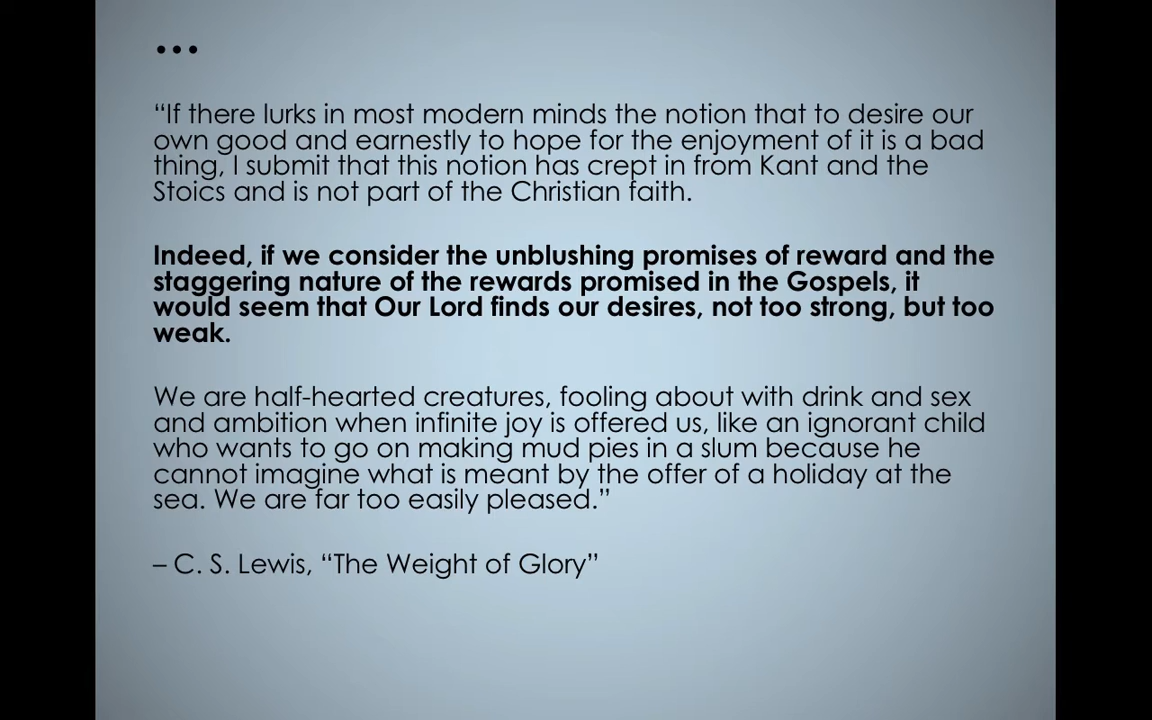 ...
“If there lurks in most modern minds the notion that to desire our
own good and earnestly to hope for the enjoyment of it is a bad
thing, I submit that this notion has crept in from Kant and the
Stoics and is not part of the Christian faith.
Indeed, if we consider the unblushing promises of reward and the
staggering nature of the rewards promised in the Gospels, it
would seem that Our Lord finds our desires, not too strong, but too
weak.
We are half-hearted creatures, fooling about with drink and sex
and ambition when infinite joy is offered us, like an ignorant child
who wants to go on making mud pies in a slum because he
cannot imagine what is meant by the offer of a holiday at the
sea. We are far too easily pleased.”
– C. S. Lewis, “The Weight of Glory”